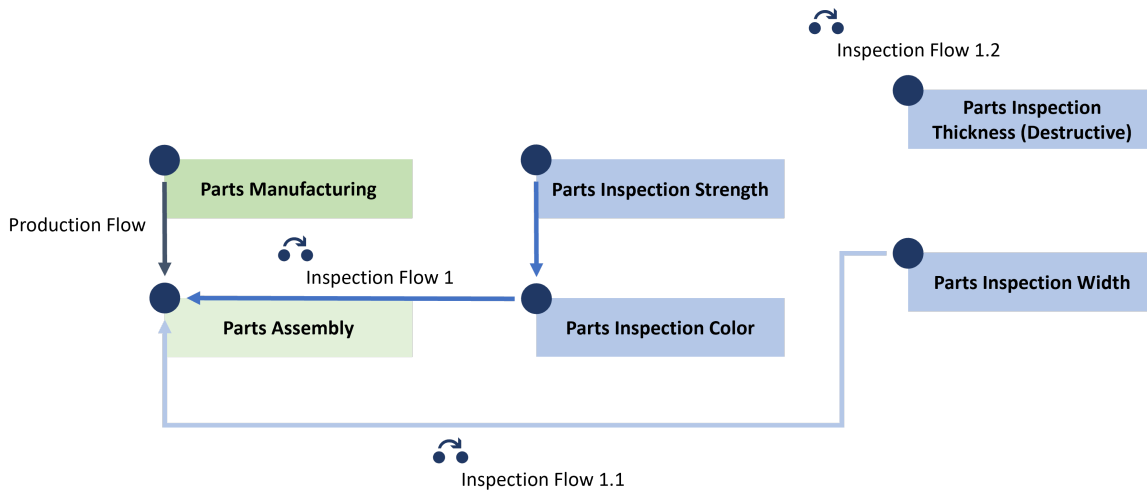 Inspection Flow 1.2
Parts Inspection
Thickness (Destructive)
Parts Manufacturing
Parts Inspection Strength
Production Flow
Inspection Flow 1
Parts Inspection Width
Parts Assembly
Parts Inspection Color
Inspection Flow 1.1